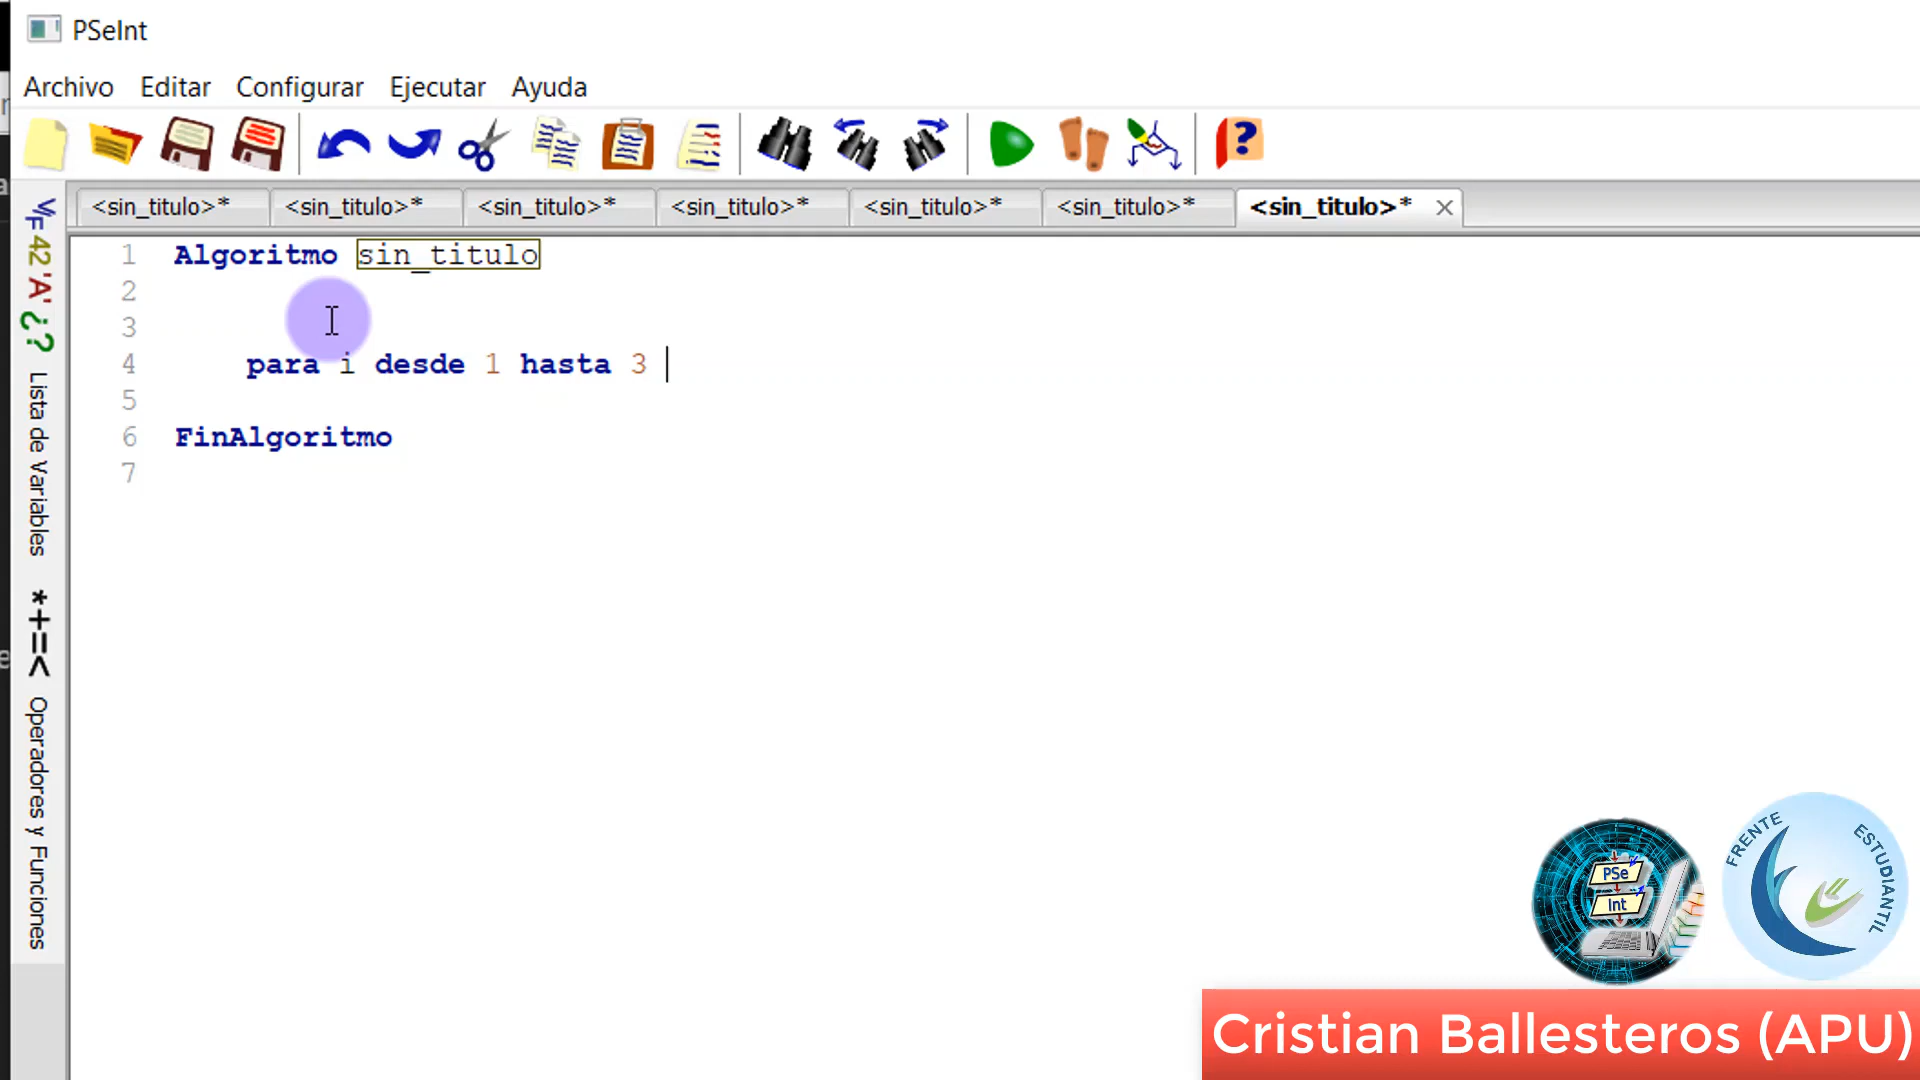 PSeInt
Archivo Editar Configurar Ejecutar Ayuda
<sin_titulo>* <sin_titulo>* <sin_titulo>* <sin_titulo>* <sin_titulo>* <sin_titulo>* <sin_titulo>*
1 Algoritmo sin_titulo
2
3
4 para i desde 1 hasta 3
5
6 FinAlgoritmo
7
42 'A' ¿?
Lista de Variables
*+=<
Operadores y Funciones
PSe
Int
FRENTE ESTUDIANTIL
Cristian Ballesteros (APU)